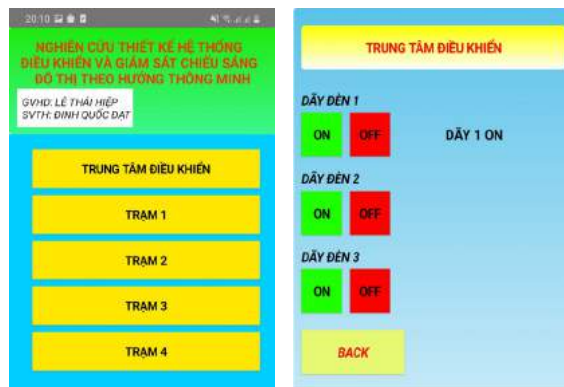 20:10
NGHIÊN CỨU THIẾT KẾ HỆ THỐNG
ĐIỀU KHIỂN VÀ GIÁM SÁT CHIẾU SÁNG
ĐÔ THỊ THEO HƯỚNG THÔNG MINH
GVHD: LÊ THÁI HIỆP
SVTH: ĐINH QUỐC ĐẠT
TRUNG TÂM ĐIỀU KHIỂN
TRẠM 1
TRẠM 2
TRẠM 3
TRẠM 4
TRUNG TÂM ĐIỀU KHIỂN
DÃY ĐÈN 1
ON OFF DÃY 1 ON
DÃY ĐÈN 2
ON OFF
DÃY ĐÈN 3
ON OFF
BACK